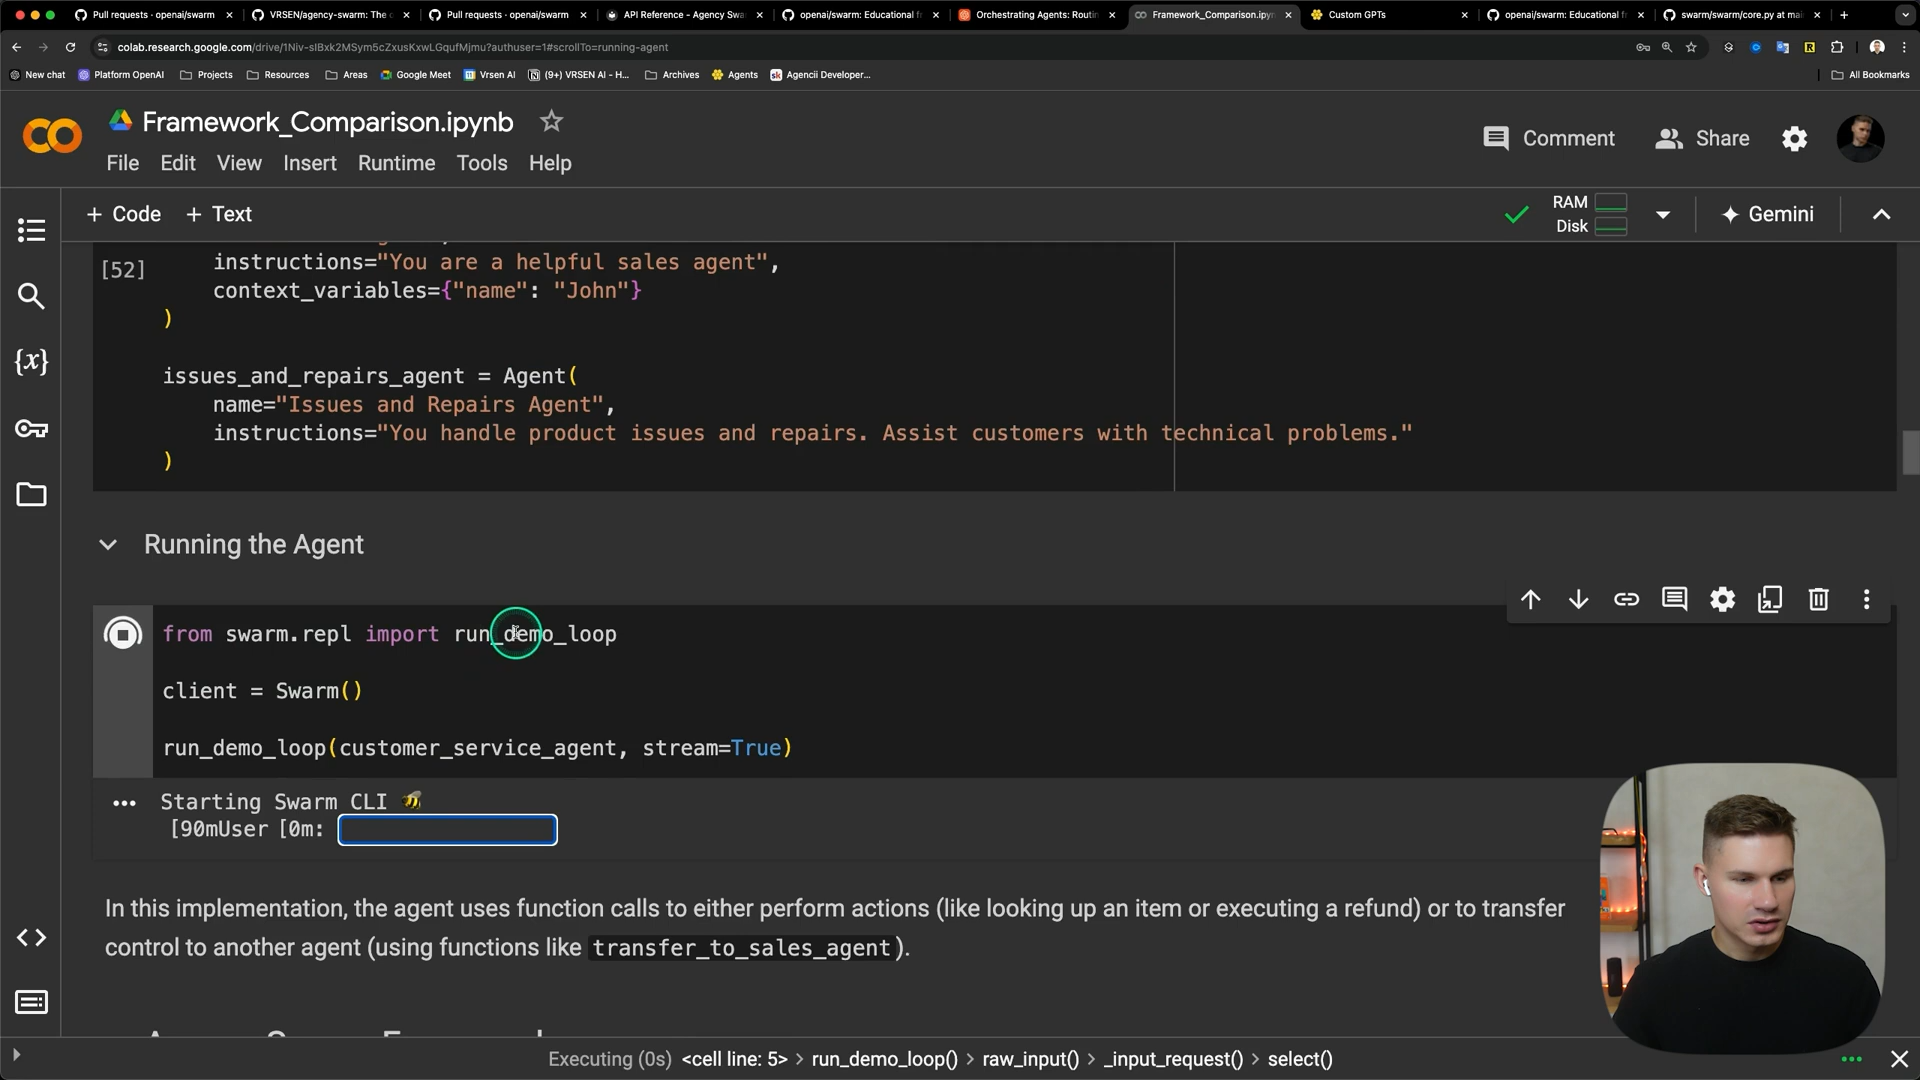 Pull requests · openai/swarm
VRSEN/agency-swarm: The o
Pull requests · openai/swarm
API Reference - Agency Swa
openai/swarm: Educational fr
Orchestrating Agents: Routin
Framework_Comparison.ipyn
Custom GPTs
openai/swarm: Educational f
swarm/swarm/core.py at mai
colab.research.google.com/drive/1Niv-sIBxk2MSym5cZxusKxwLGqufMjmu?authuser=1#scrollTo=running-agent
New chat
Platform OpenAI
Projects
Resources
Areas
Google Meet
Vrsen AI
(9+) VRSEN AI - H...
Archives
Agents
Agencii Developer...
All Bookmarks
Framework_Comparison.ipynb
Comment
Share
File Edit View Insert Runtime Tools Help
+ Code + Text
RAM
Disk
Gemini
[52]
instructions="You are a helpful sales agent",
context_variables={"name": "John"}
)
issues_and_repairs_agent = Agent(
name="Issues and Repairs Agent",
instructions="You handle product issues and repairs. Assist customers with technical problems."
)
Running the Agent
from swarm.repl import run_demo_loop
client = Swarm()
run_demo_loop(customer_service_agent, stream=True)
Starting Swarm CLI 🐝
[90mUser [0m:
In this implementation, the agent uses function calls to either perform actions (like looking up an item or executing a refund) or to transfer
control to another agent (using functions like transfer_to_sales_agent ).
Executing (0s) <cell line: 5> > run_demo_loop() > raw_input() > _input_request() > select()